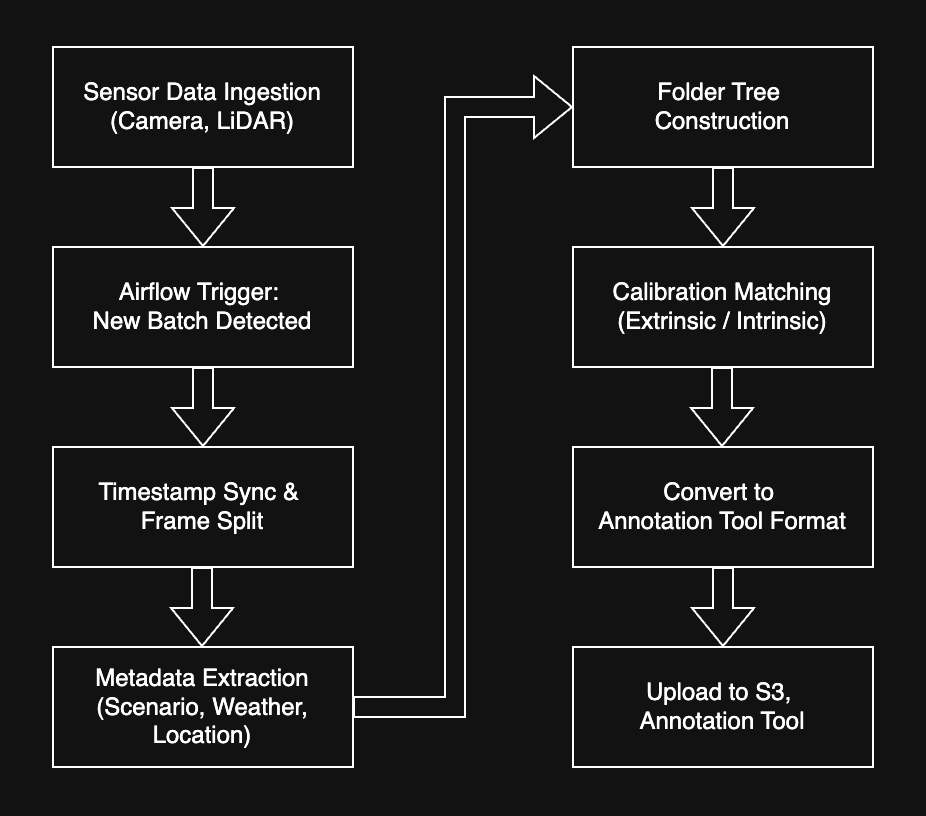 Sensor Data Ingestion
(Camera, LiDAR)
Airflow Trigger:
New Batch Detected
Timestamp Sync &
Frame Split
Metadata Extraction
(Scenario, Weather,
Location)
Folder Tree
Construction
Calibration Matching
(Extrinsic / Intrinsic)
Convert to
Annotation Tool Format
Upload to S3,
Annotation Tool